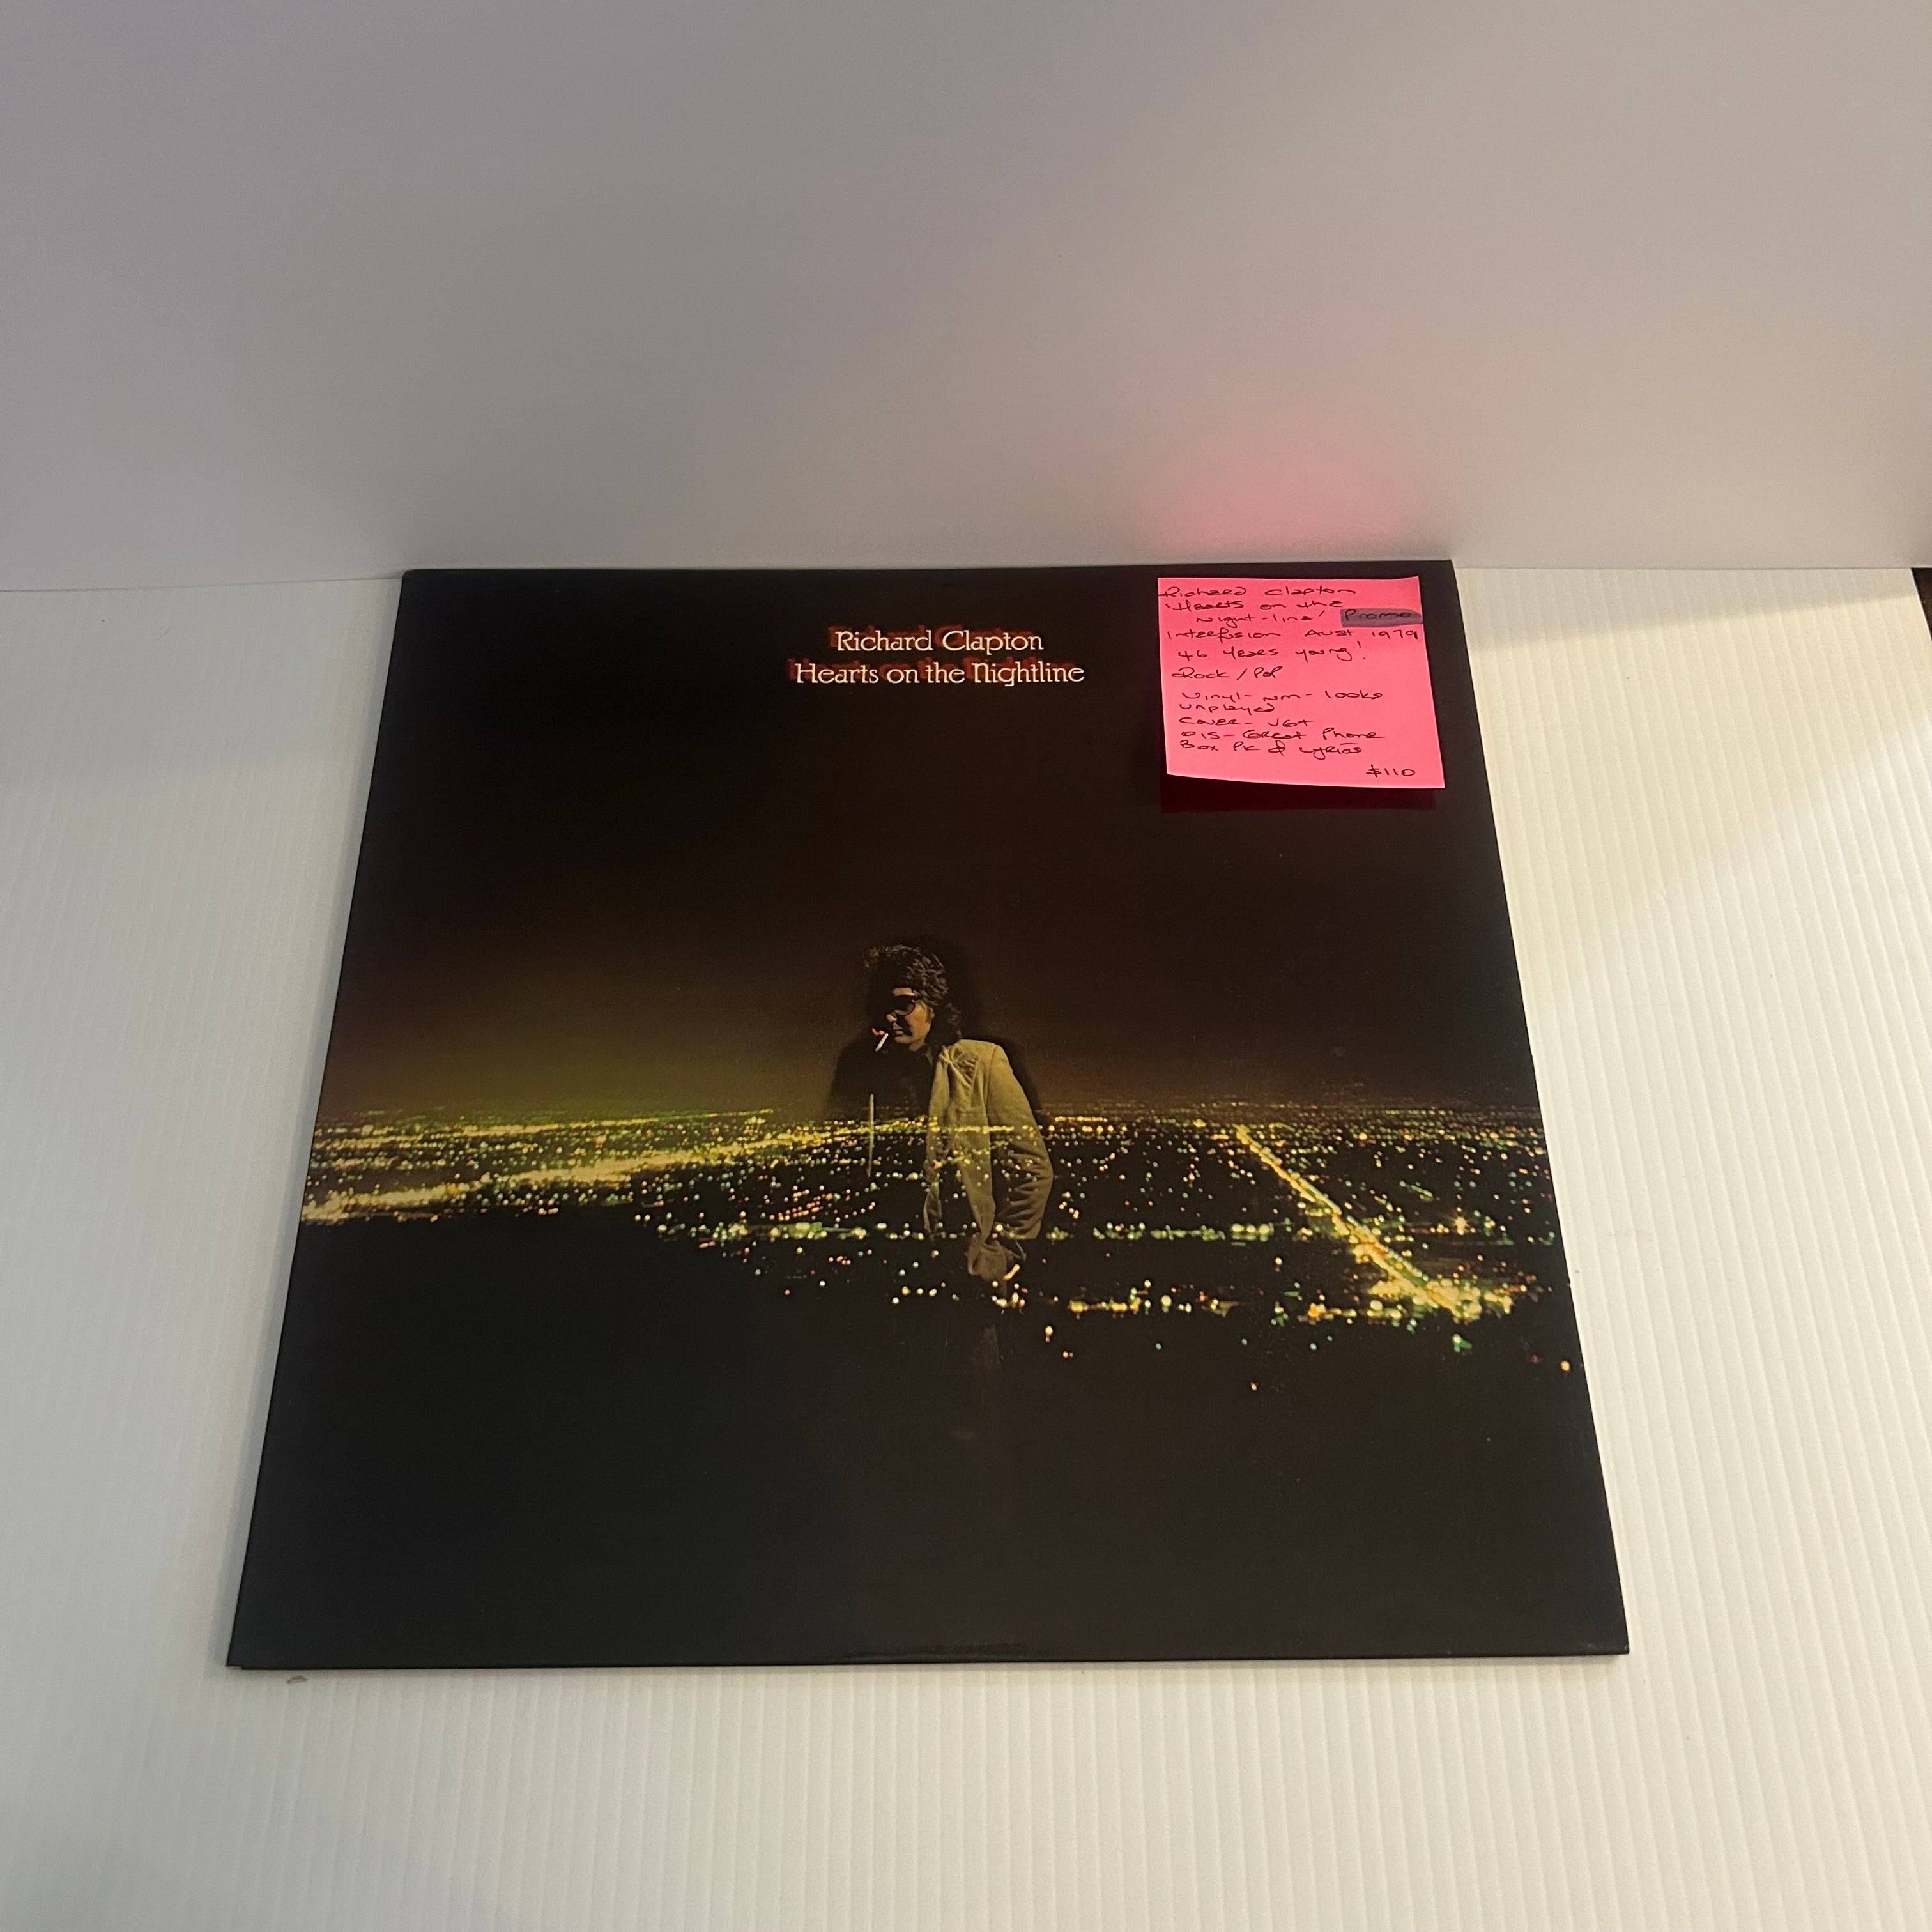 Richard Clapton
Hearts on the Nightline
Richard Clapton
'Hearts on the
Night-line' Promo
Interfusion Aust 1979
46 Years young!
Rock / Pop
Vinyl - NM - looks
unplayed
Cover - VG+
OIS - Great Phone
Box Pic & Lyrics
$110